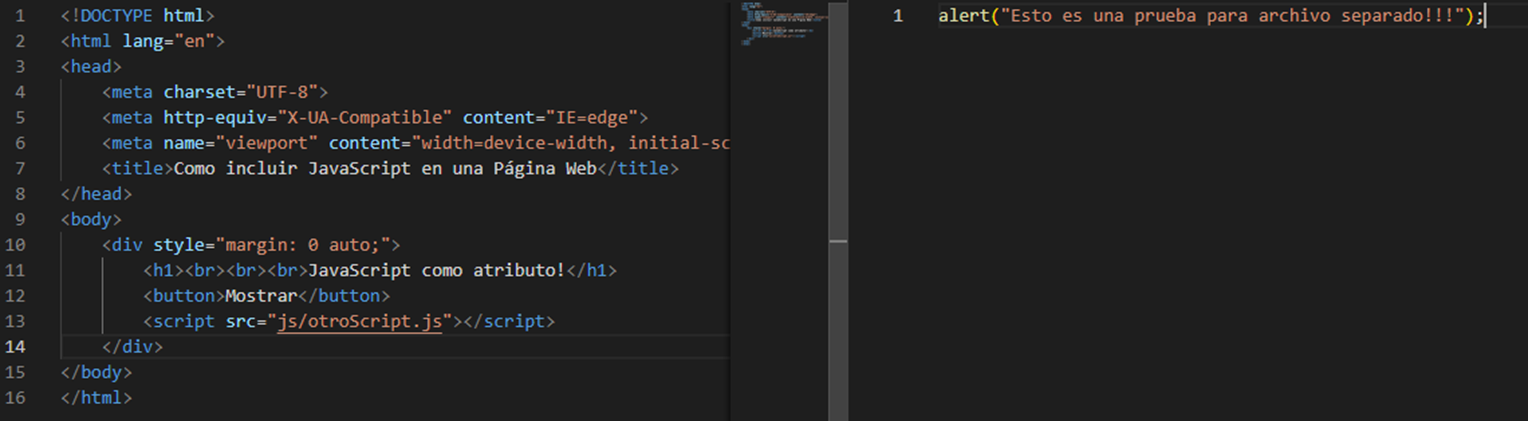 1 <!DOCTYPE html>
2 <html lang="en">
3 <head>
4 <meta charset="UTF-8">
5 <meta http-equiv="X-UA-Compatible" content="IE=edge">
6 <meta name="viewport" content="width=device-width, initial-sc
7 <title>Como incluir JavaScript en una Página Web</title>
8 </head>
9 <body>
10 <div style="margin: 0 auto;">
11 <h1><br><br><br>JavaScript como atributo!</h1>
12 <button>Mostrar</button>
13 <script src="js/otroScript.js"></script>
14 </div>
15 </body>
16 </html>
1 alert("Esto es una prueba para archivo separado!!!");